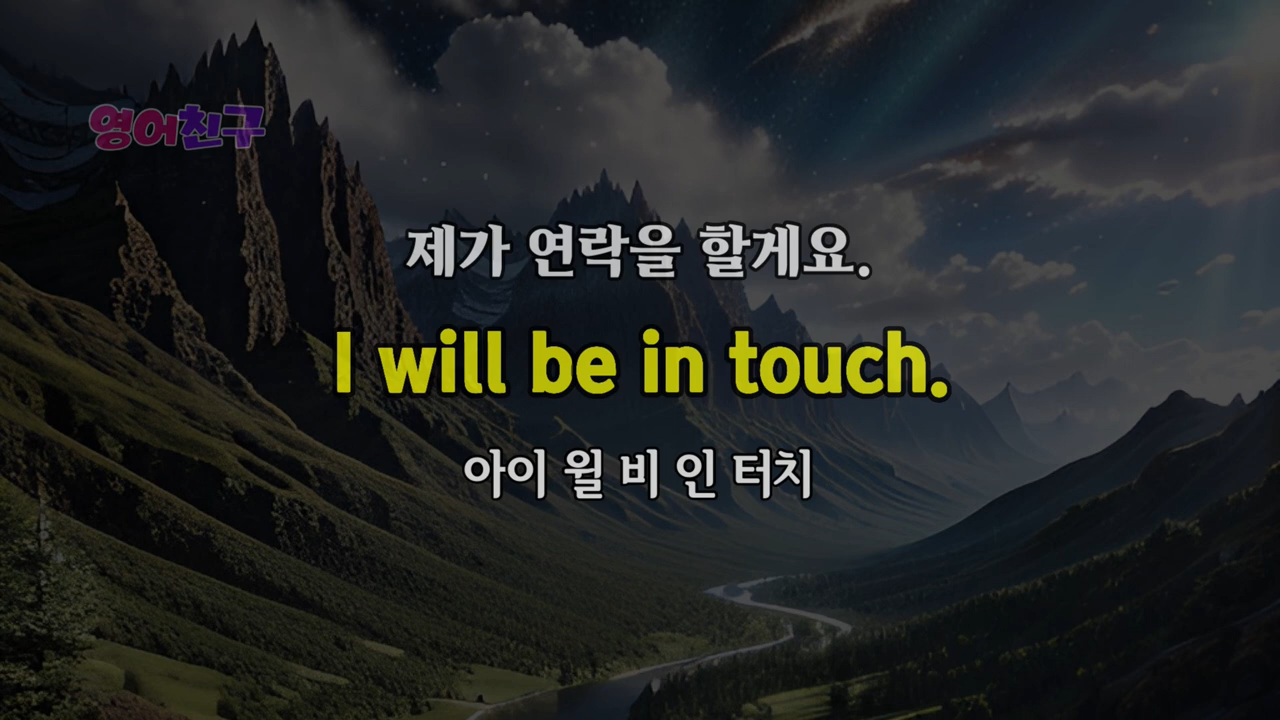 영어친구
제가 연락을 할게요.
I will be in touch.
아이 윌 비 인 터치